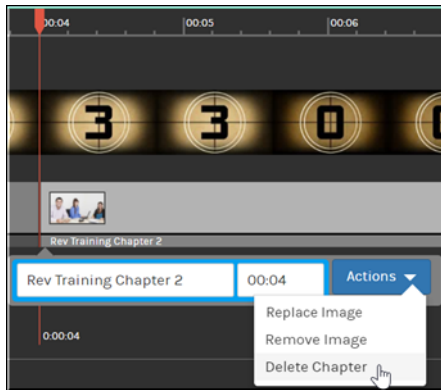 00:04 00:05 00:06
3 3 0
Rev Training Chapter 2
Rev Training Chapter 2 00:04 Actions
Replace Image
Remove Image
0:00:04
Delete Chapter